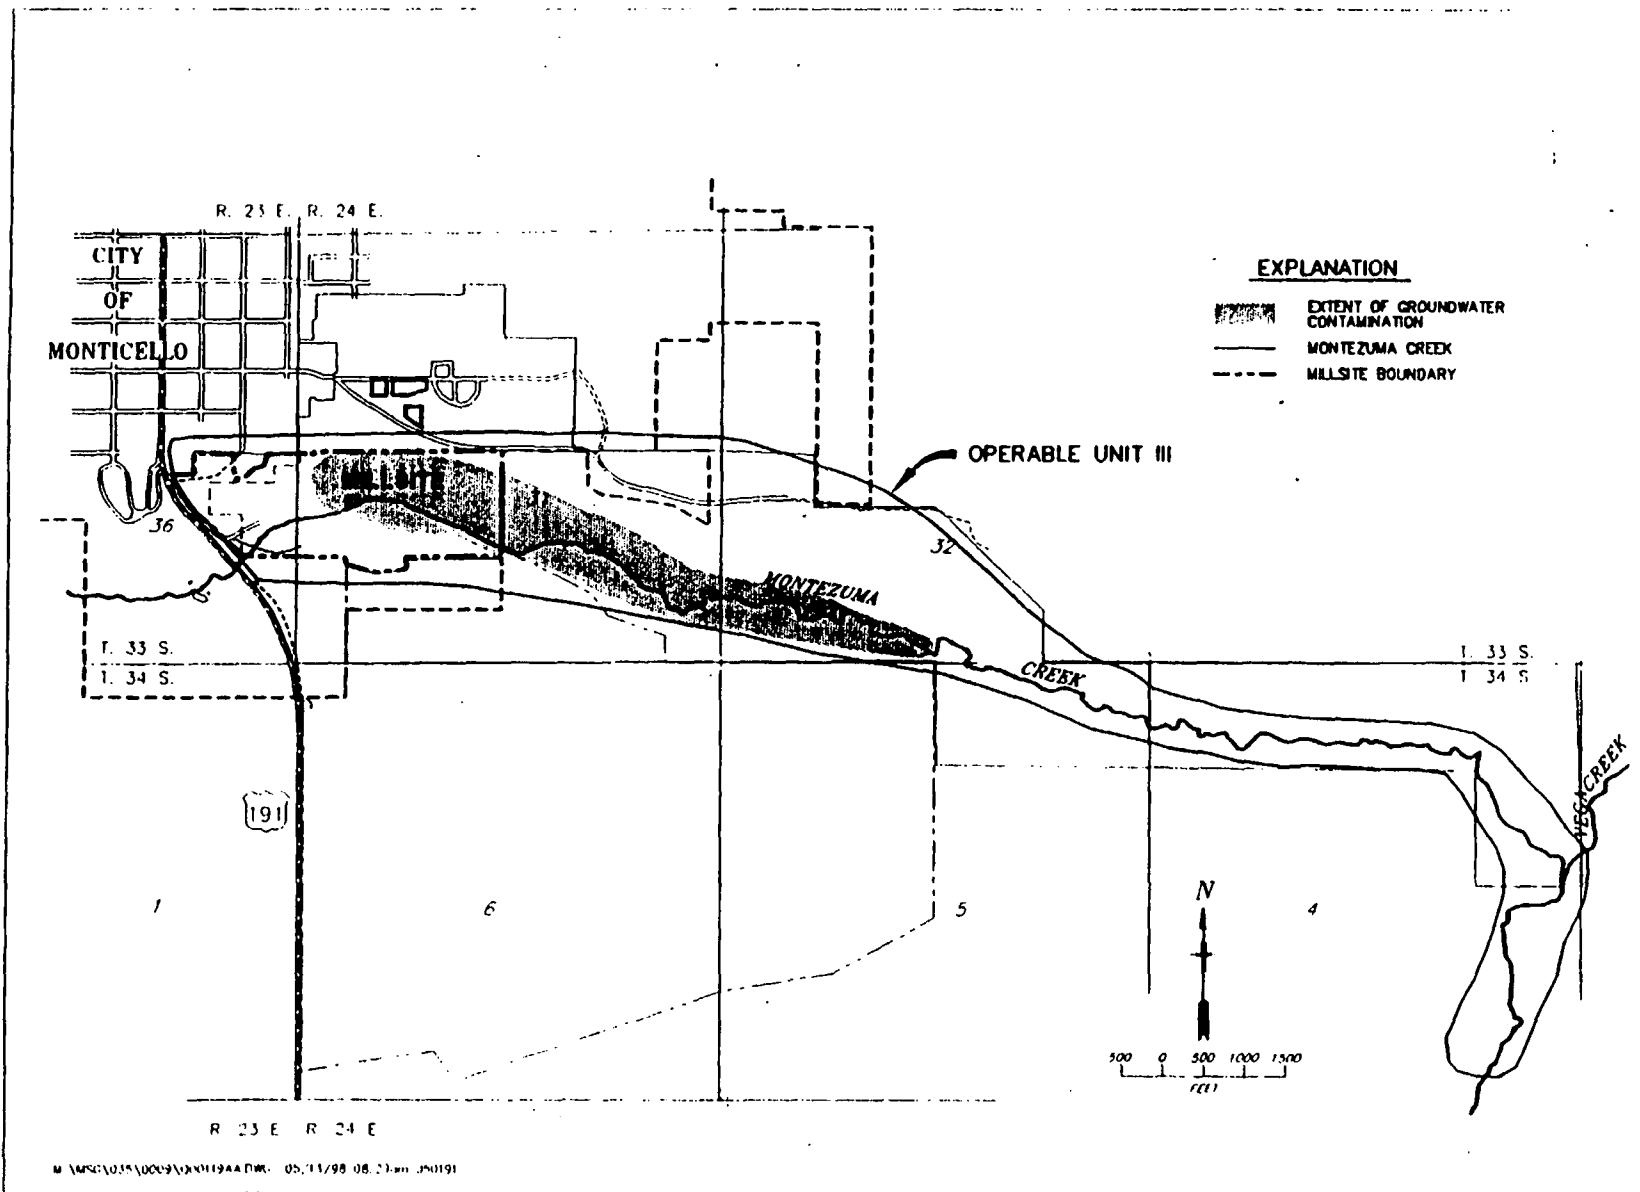 R. 23 E. R. 24 E.
CITY
OF
MONTICELLO
EXPLANATION
EXTENT OF GROUNDWATER
CONTAMINATION
MONTEZUMA CREEK
MILLSITE BOUNDARY
OPERABLE UNIT III
MILLSITE
36
32
MONTEZUMA
CREEK
T. 33 S.
T. 34 S.
T. 33 S.
T. 34 S
VEGA CREEK
191
1
6
5
4
N
500 0 500 1000 1500
FEET
R 23 E R 24 E